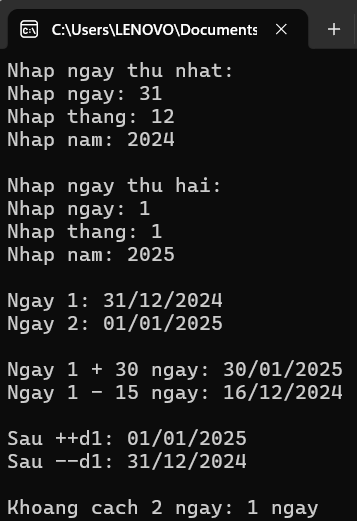 C:\Users\LENOVO\Documents
Nhap ngay thu nhat:
Nhap ngay: 31
Nhap thang: 12
Nhap nam: 2024
Nhap ngay thu hai:
Nhap ngay: 1
Nhap thang: 1
Nhap nam: 2025
Ngay 1: 31/12/2024
Ngay 2: 01/01/2025
Ngay 1 + 30 ngay: 30/01/2025
Ngay 1 - 15 ngay: 16/12/2024
Sau ++d1: 01/01/2025
Sau --d1: 31/12/2024
Khoang cach 2 ngay: 1 ngay